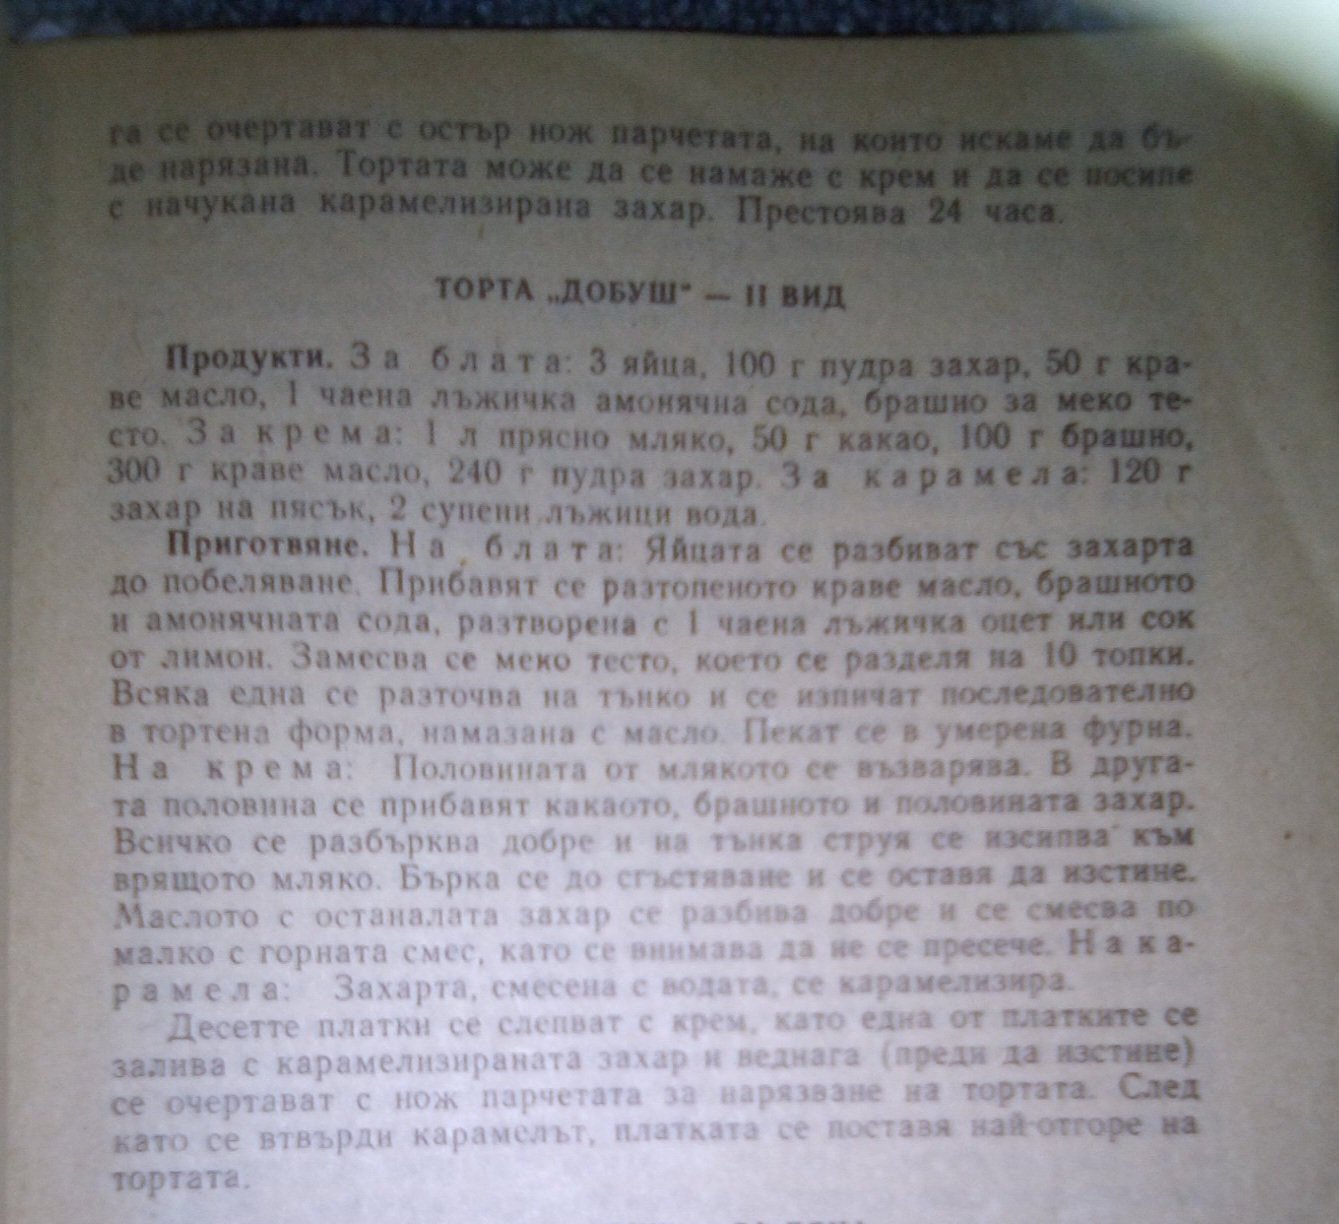 га се очертават с остър нож парчетата, на които искаме да бъ-
де нарязана. Тортата може да се намаже с крем и да се посипе
с начукана карамелизирана захар. Престоява 24 часа.
ТОРТА „ДОБУШ" — II ВИД
Продукти. За блата: 3 яйца, 100 г пудра захар, 50 г кра-
ве масло, 1 чаена лъжичка амонячна сода, брашно за меко те-
сто. За крема: 1 л прясно мляко, 50 г какао, 100 г брашно,
300 г краве масло, 240 г пудра захар. За карамела: 120 г
захар на пясък, 2 супени лъжици вода.
Приготвяне. На блата: Яйцата се разбиват със захарта
до побеляване. Прибавят се разтопеното краве масло, брашното
и амонячната сода, разтворена с 1 чаена лъжичка оцет или сок
от лимон. Замесва се меко тесто, което се разделя на 10 топки.
Всяка една се разточва на тънко и се изпичат последователно
в тортена форма, намазана с масло. Пекат се в умерена фурна.
На крема: Половината от млякото се възварява. В друга-
та половина се прибавят какаото, брашното и половината захар.
Всичко се разбърква добре и на тънка струя се изсипва към
врящото мляко. Бърка се до сгъстяване и се оставя да изстине.
Маслото с останалата захар се разбива добре и се смесва по
малко с горната смес, като се внимава да не се пресече. На ка-
рамела: Захарта, смесена с водата, се карамелизира.
Десетте платки се слепват с крем, като една от платките се
залива с карамелизираната захар и веднага (преди да изстине)
се очертават с нож парчетата за нарязване на тортата. След
като се втвърди карамелът, платката се поставя най-отгоре на
тортата.